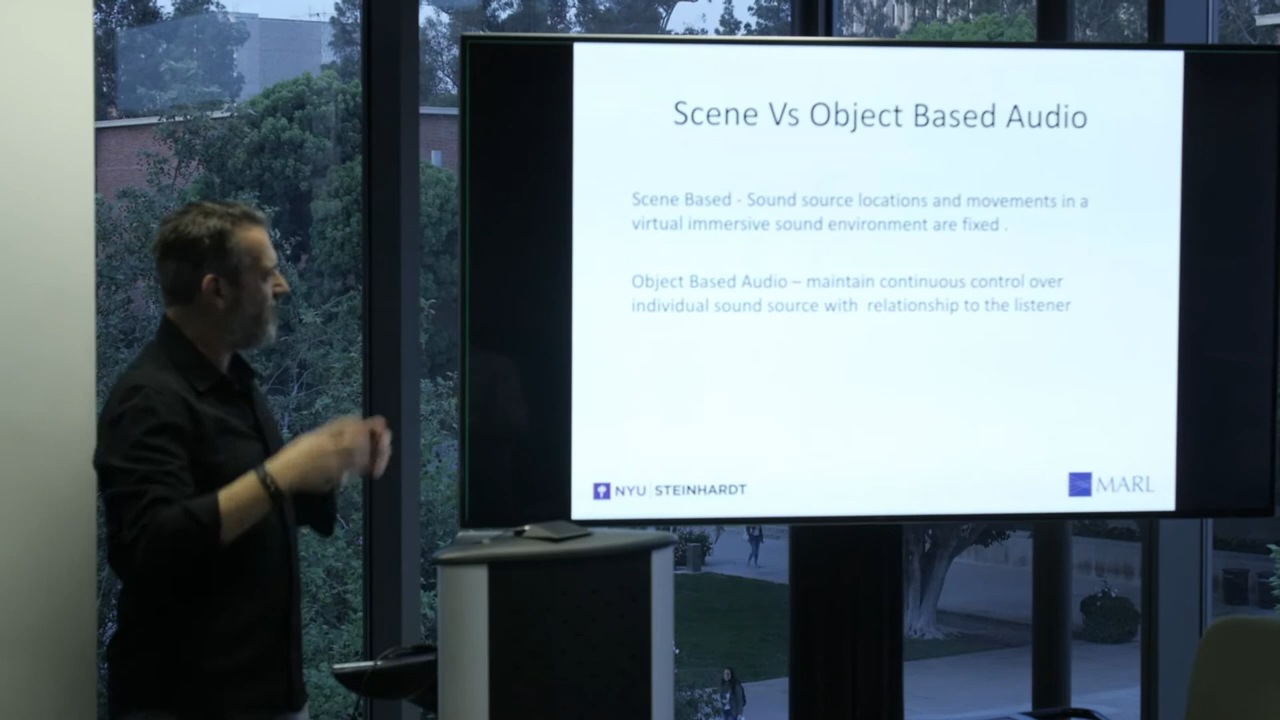 Scene Vs Object Based Audio
Scene Based - Sound source locations and movements in a
virtual immersive sound environment are fixed .
Object Based Audio – maintain continuous control over
individual sound source with  relationship to the listener
NYU STEINHARDT
MARL